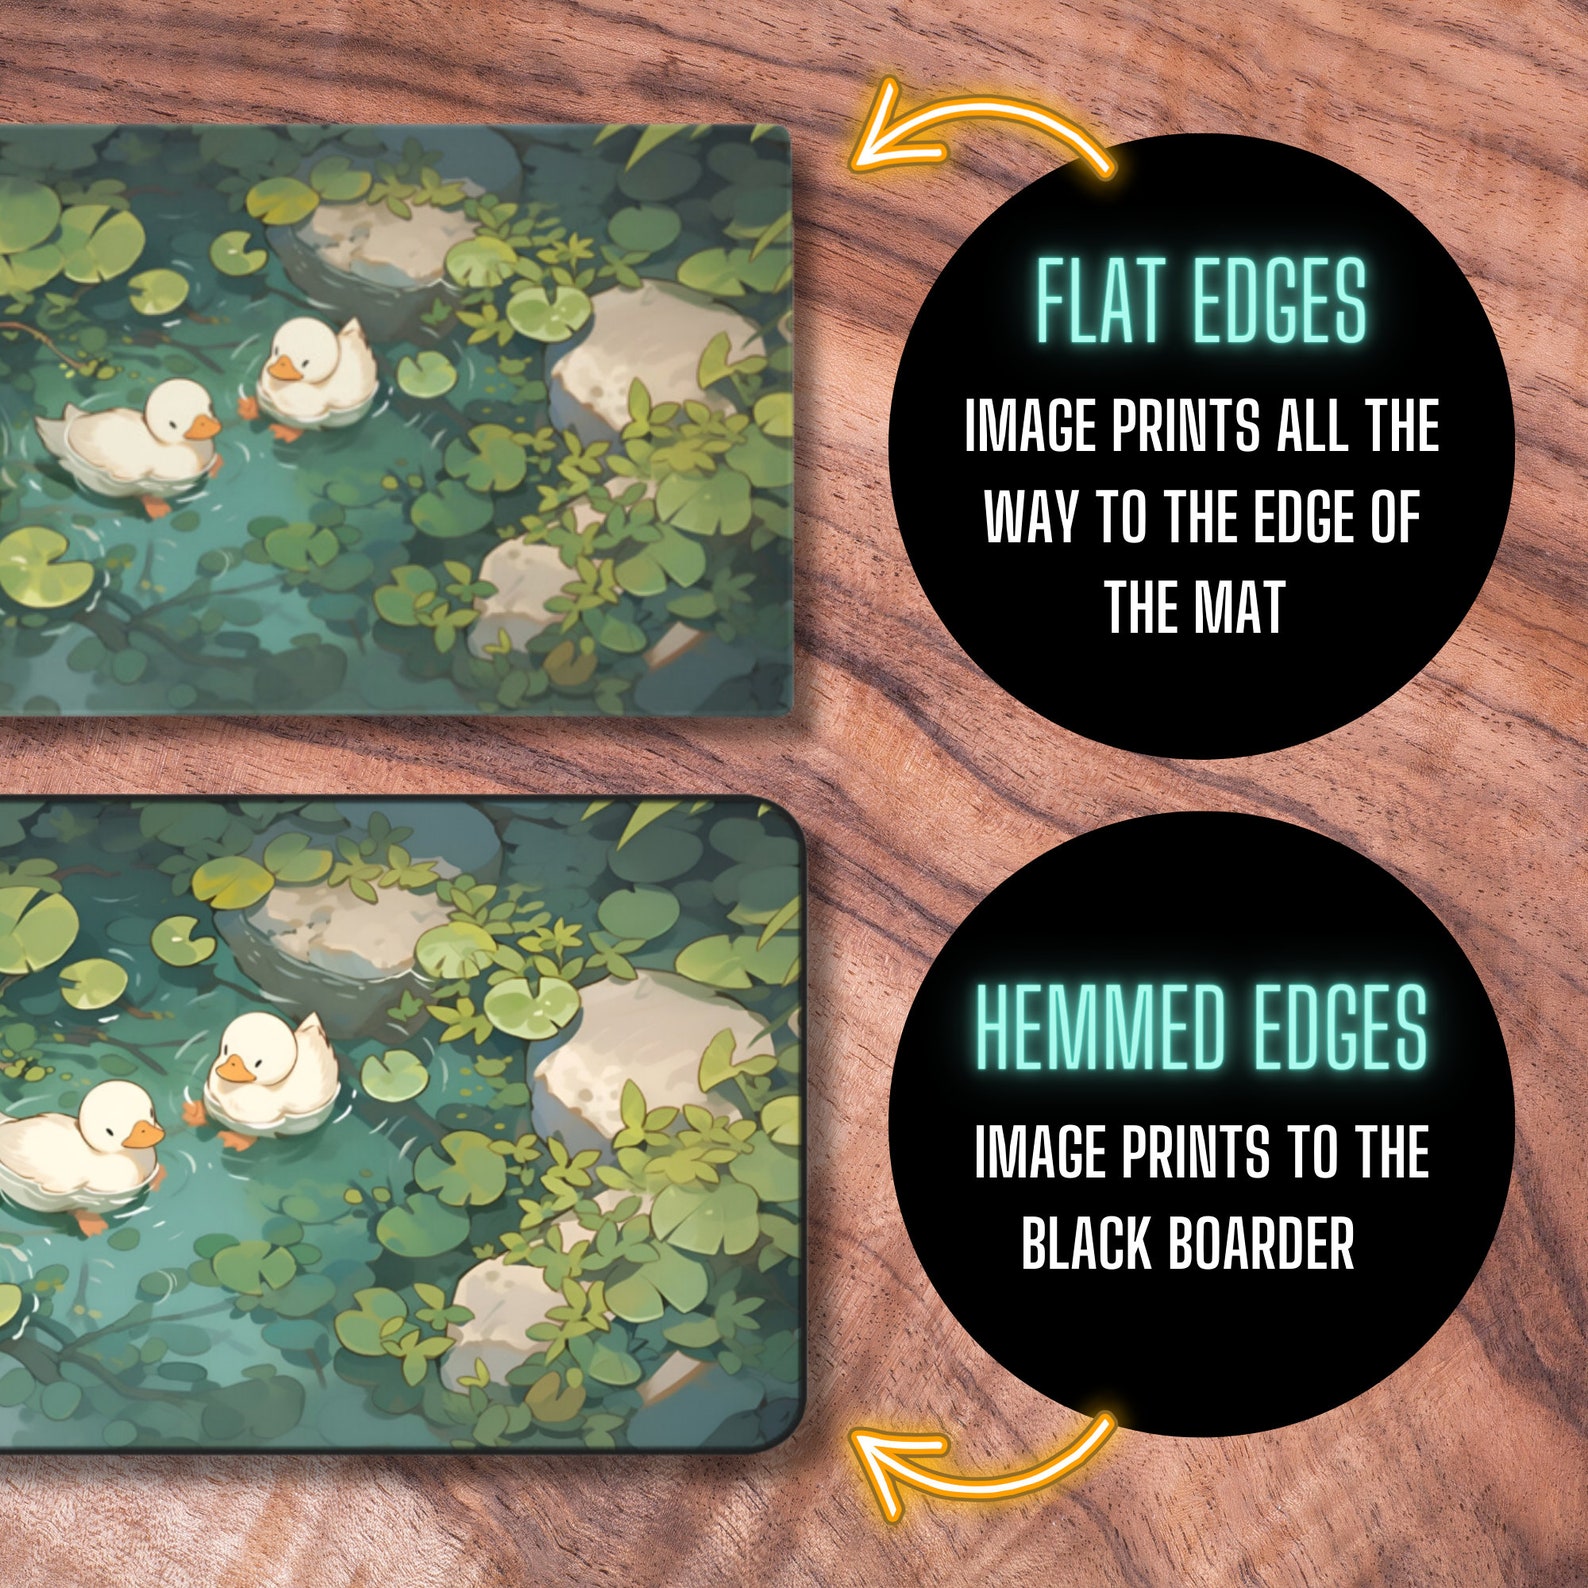 FLAT EDGES
IMAGE PRINTS ALL THE
WAY TO THE EDGE OF
THE MAT
HEMMED EDGES
IMAGE PRINTS TO THE
BLACK BOARDER